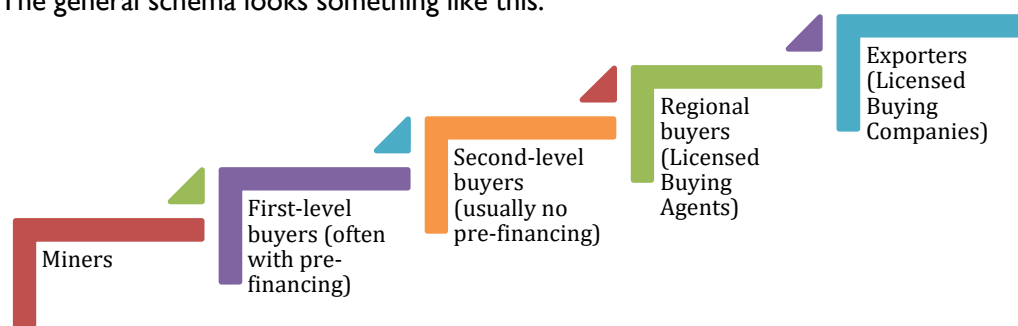 The general schema looks something like this.
Miners
First-level
buyers (often
with pre-
financing)
Second-level
buyers
(usually no
pre-financing)
Regional
buyers
(Licensed
Buying
Agents)
Exporters
(Licensed
Buying
Companies)